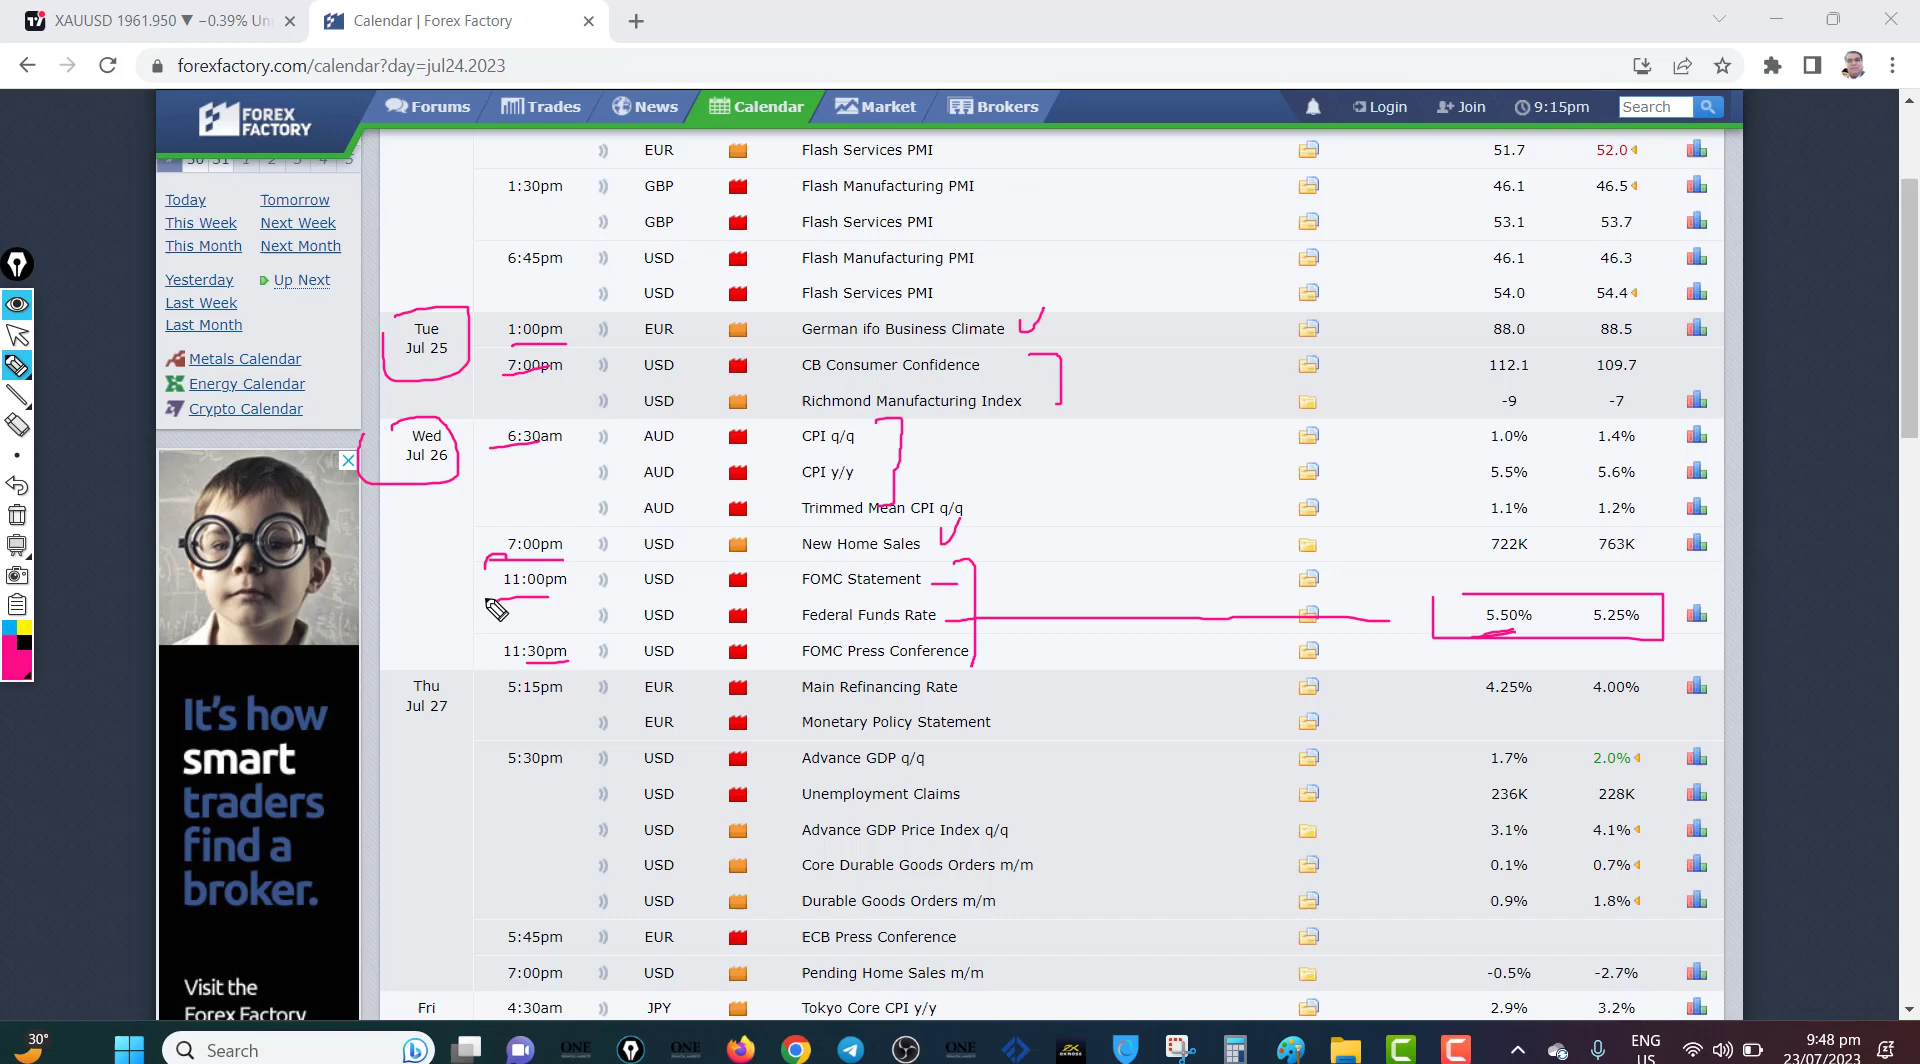 XAUUSD 1961.950 ▼ −0.39% Un
Calendar | Forex Factory
forexfactory.com/calendar?day=jul24.2023
FOREX FACTORY
Forums
Trades
News
Calendar
Market
Brokers
Login
Join
9:15pm
Search
30 31 1 2 3 4 5
Today Tomorrow
This Week Next Week
This Month Next Month
Yesterday Up Next
Last Week
Last Month
Metals Calendar
Energy Calendar
Crypto Calendar
EUR Flash Services PMI 51.7 52.0
1:30pm GBP Flash Manufacturing PMI 46.1 46.5
GBP Flash Services PMI 53.1 53.7
6:45pm USD Flash Manufacturing PMI 46.1 46.3
USD Flash Services PMI 54.0 54.4
Tue Jul 25 1:00pm EUR German ifo Business Climate 88.0 88.5
7:00pm USD CB Consumer Confidence 112.1 109.7
USD Richmond Manufacturing Index -9 -7
Wed Jul 26 6:30am AUD CPI q/q 1.0% 1.4%
AUD CPI y/y 5.5% 5.6%
AUD Trimmed Mean CPI q/q 1.1% 1.2%
7:00pm USD New Home Sales 722K 763K
11:00pm USD FOMC Statement
USD Federal Funds Rate 5.50% 5.25%
11:30pm USD FOMC Press Conference
Thu Jul 27 5:15pm EUR Main Refinancing Rate 4.25% 4.00%
EUR Monetary Policy Statement
5:30pm USD Advance GDP q/q 1.7% 2.0%
USD Unemployment Claims 236K 228K
USD Advance GDP Price Index q/q 3.1% 4.1%
USD Core Durable Goods Orders m/m 0.1% 0.7%
USD Durable Goods Orders m/m 0.9% 1.8%
5:45pm EUR ECB Press Conference
7:00pm USD Pending Home Sales m/m -0.5% -2.7%
Fri 4:30am JPY Tokyo Core CPI y/y 2.9% 3.2%
It's how
smart
traders
find a
broker.
Visit the
Forex Factory
30°
Search
ONE
ONE
ONE
ENG
US
9:48 pm
23/07/2023